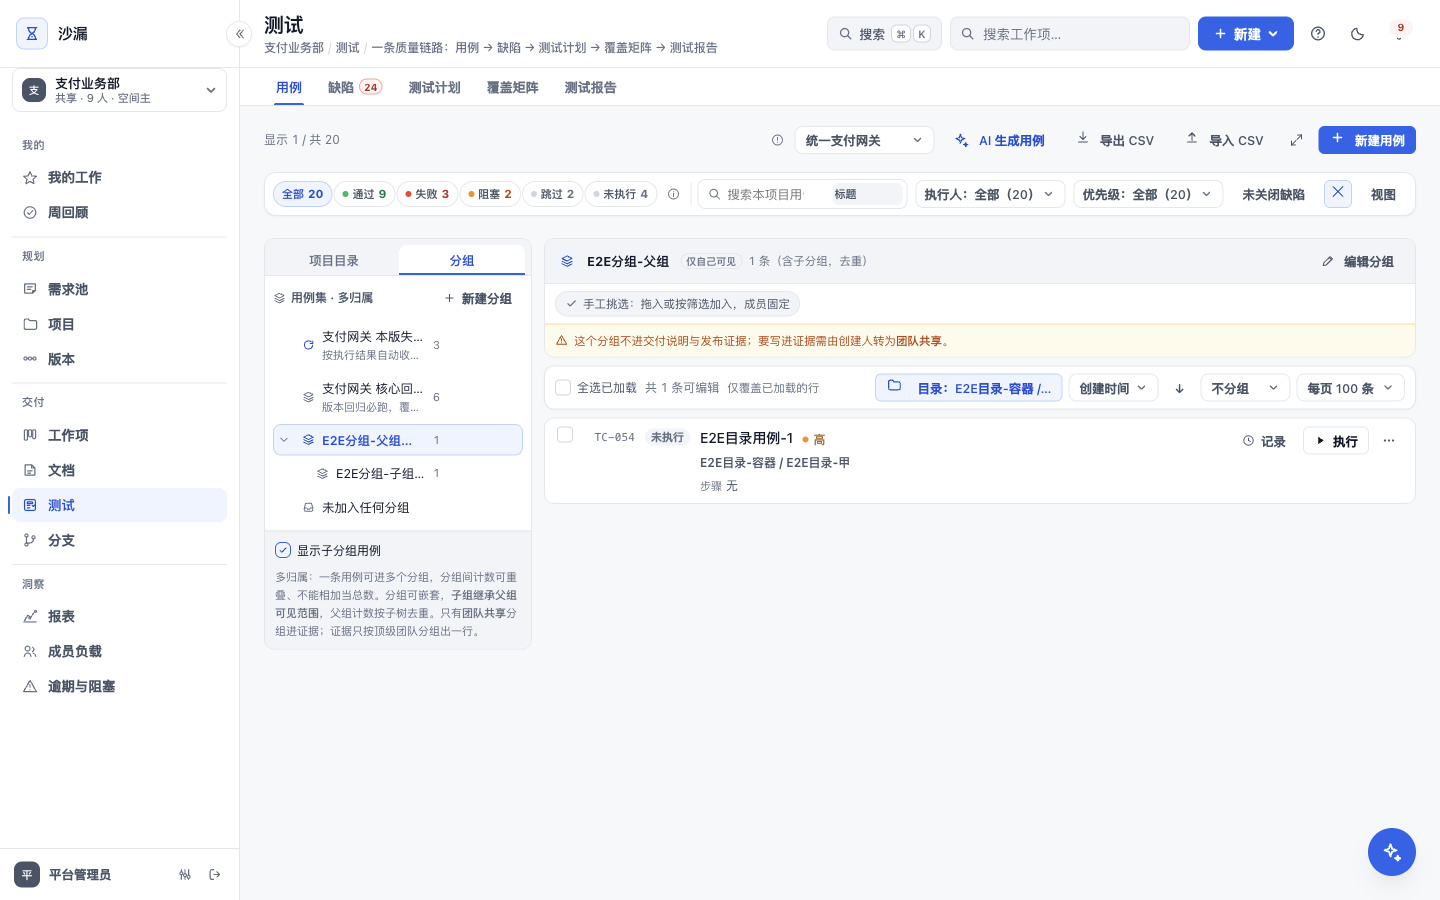 沙漏
支
支付业务部
共享 · 9 人 · 空间主
我的
我的工作
周回顾
规划
需求池
项目
版本
交付
工作项
文档
测试
分支
洞察
报表
成员负载
逾期与阻塞
平
平台管理员
测试
支付业务部 / 测试 / 一条质量链路：用例 → 缺陷 → 测试计划 → 覆盖矩阵 → 测试报告
搜索 ⌘ K
搜索工作项...
新建
9
用例
缺陷 24
测试计划
覆盖矩阵
测试报告
显示 1 / 共 20
统一支付网关
AI 生成用例
导出 CSV
导入 CSV
新建用例
全部 20
通过 9
失败 3
阻塞 2
跳过 2
未执行 4
搜索本项目用
标题
执行人：全部（20）
优先级：全部（20）
未关闭缺陷
视图
项目目录
分组
用例集 · 多归属
新建分组
支付网关 本版失... 3
按执行结果自动收...
支付网关 核心回... 6
版本回归必跑，覆...
E2E分组-父组... 1
E2E分组-子组... 1
未加入任何分组
显示子分组用例
多归属：一条用例可进多个分组，分组间计数可重
叠、不能相加当总数。分组可嵌套，子组继承父组
可见范围，父组计数按子树去重。只有团队共享分
组进证据；证据只按顶级团队分组出一行。
E2E分组-父组 仅自己可见 1 条（含子分组，去重）
编辑分组
手工挑选：拖入或按筛选加入，成员固定
这个分组不进交付说明与发布证据；要写进证据需由创建人转为团队共享。
全选已加载 共 1 条可编辑 仅覆盖已加载的行
目录：E2E目录-容器 /...
创建时间
不分组
每页 100 条
TC-054 未执行 E2E目录用例-1 高
E2E目录-容器 / E2E目录-甲
步骤 无
记录
执行